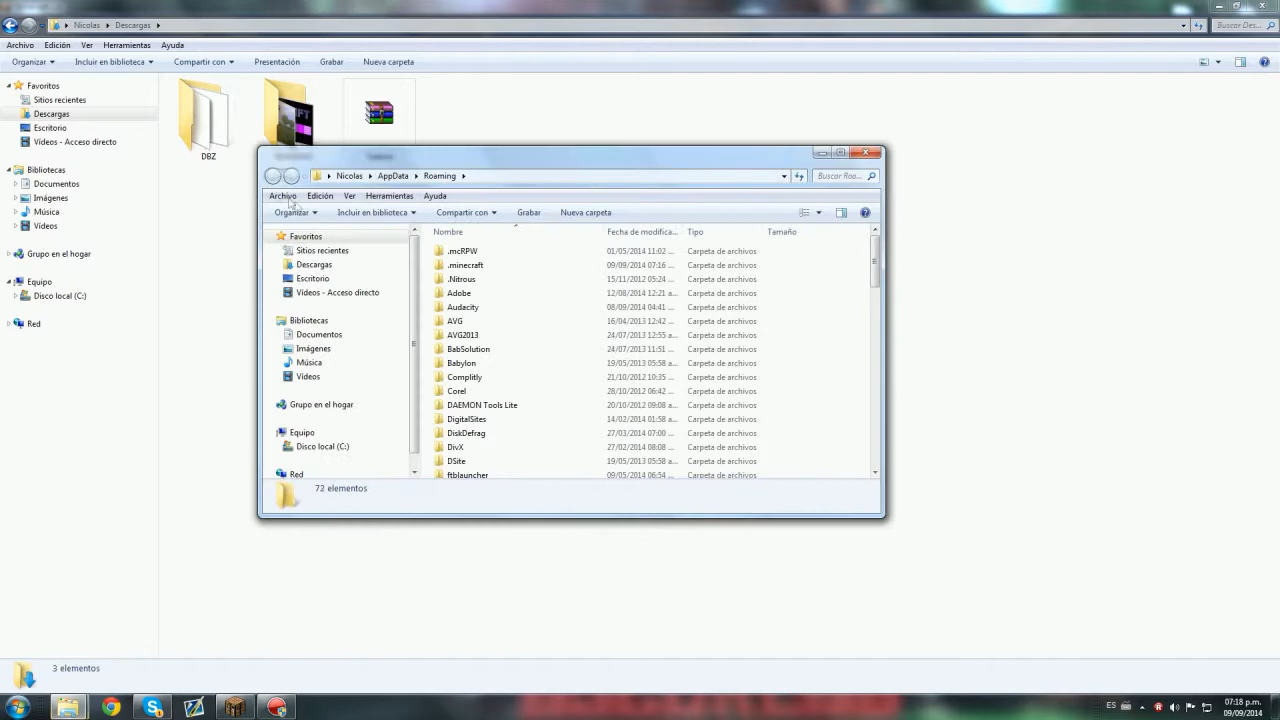 Nicolas Descargas Buscar Des...
Archivo Edición Ver Herramientas Ayuda
Organizar Incluir en biblioteca Compartir con Presentación Grabar Nueva carpeta
Favoritos
Sitios recientes
Descargas
Escritorio
Vídeos - Acceso directo
Bibliotecas
Documentos
Imágenes
Música
Vídeos
Grupo en el hogar
Equipo
Disco local (C:)
Red
DBZ
Nicolas AppData Roaming Buscar Roa...
Archivo Edición Ver Herramientas Ayuda
Organizar Incluir en biblioteca Compartir con Grabar Nueva carpeta
Favoritos
Sitios recientes
Descargas
Escritorio
Vídeos - Acceso directo
Bibliotecas
Documentos
Imágenes
Música
Vídeos
Grupo en el hogar
Equipo
Disco local (C:)
Red
Nombre Fecha de modifica... Tipo Tamaño
.mcRPW 01/05/2014 11:02 ... Carpeta de archivos
.minecraft 09/09/2014 07:16 ... Carpeta de archivos
.Nitrous 15/11/2012 05:24 ... Carpeta de archivos
Adobe 12/08/2014 12:21 a... Carpeta de archivos
Audacity 08/09/2014 04:41 ... Carpeta de archivos
AVG 16/04/2013 12:42 ... Carpeta de archivos
AVG2013 24/07/2013 12:55 a... Carpeta de archivos
BabSolution 24/07/2013 11:51 ... Carpeta de archivos
Babylon 19/05/2013 05:58 a... Carpeta de archivos
Complitly 21/10/2012 10:35 ... Carpeta de archivos
Corel 28/10/2012 06:42 ... Carpeta de archivos
DAEMON Tools Lite 20/10/2012 09:08 a... Carpeta de archivos
DigitalSites 14/02/2014 01:58 a... Carpeta de archivos
DiskDefrag 27/03/2014 07:00 ... Carpeta de archivos
DivX 27/02/2014 08:08 ... Carpeta de archivos
DSite 19/05/2013 05:58 a... Carpeta de archivos
ftblauncher 09/05/2014 06:54 ... Carpeta de archivos
72 elementos
3 elementos
ES
07:18 p.m.
09/09/2014